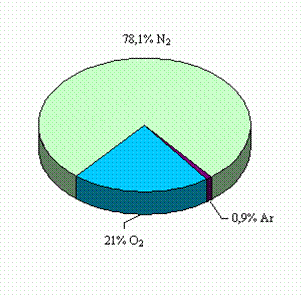 78,1% N₂
0,9% Ar
21% O₂